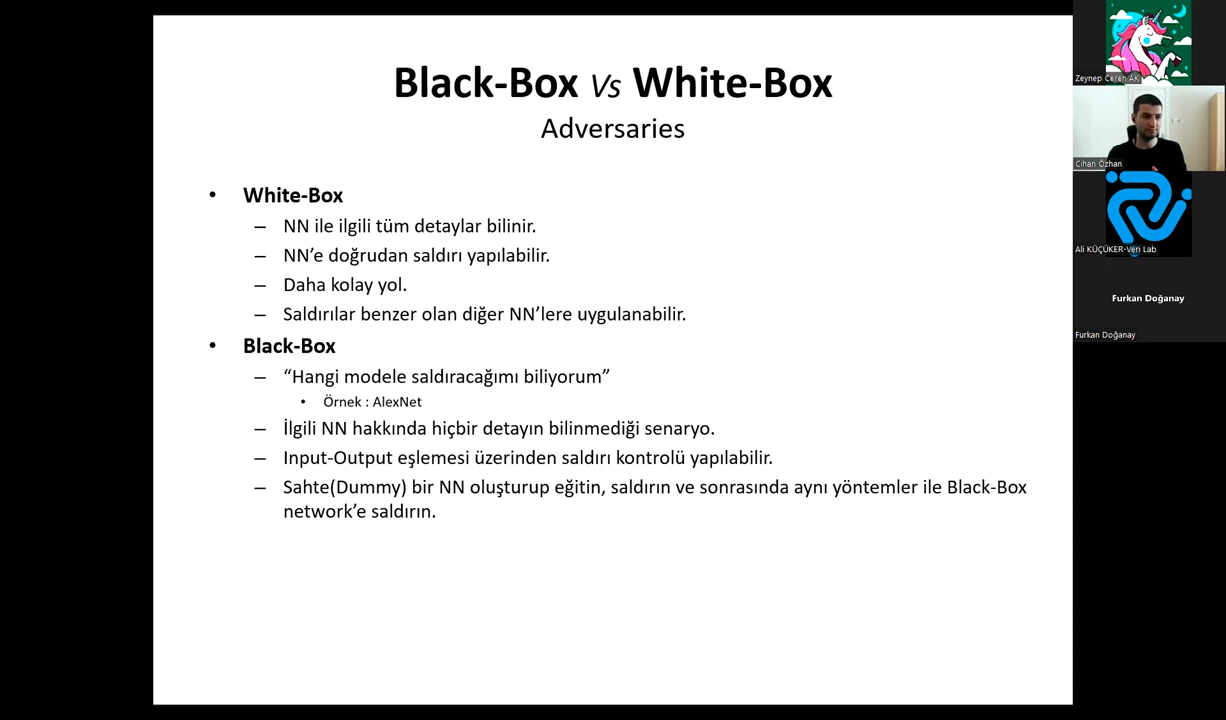 Black-Box Vs White-Box
Adversaries
• White-Box
– NN ile ilgili tüm detaylar bilinir.
– NN’e doğrudan saldırı yapılabilir.
– Daha kolay yol.
– Saldırılar benzer olan diğer NN’lere uygulanabilir.
• Black-Box
– “Hangi modele saldıracağımı biliyorum”
• Örnek : AlexNet
– İlgili NN hakkında hiçbir detayın bilinmediği senaryo.
– Input-Output eşlemesi üzerinden saldırı kontrolü yapılabilir.
– Sahte(Dummy) bir NN oluşturup eğitin, saldırın ve sonrasında aynı yöntemler ile Black-Box
network’e saldırın.
Zeynep Ceren AK
Cihan Özhan
Ali KÜÇÜKER-Veri Lab
Furkan Doğanay
Furkan Doğanay